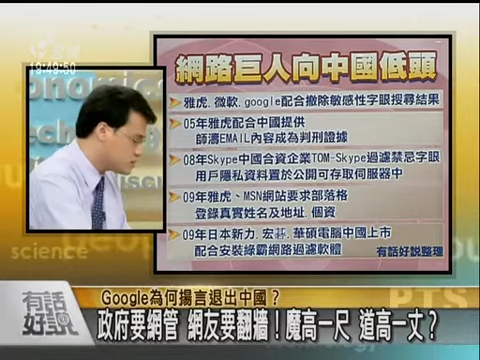 19:49:50
網路巨人向中國低頭
雅虎.微軟.google配合撤除敏感性字眼搜尋結果
05年雅虎配合中國提供
師濤EMAIL內容成為判刑證據
08年Skype中國合資企業TOM-Skype過濾禁忌字眼
用戶隱私資料置於公開可存取伺服器中
09年雅虎、MSN網站要求部落格
登錄真實姓名及地址.個資
09年日本新力.宏碁.華碩電腦中國上市
配合安裝綠霸網路過濾軟體
有話好說整理
science
PTS
有話好說
Google為何揚言退出中國？
政府要網管 網友要翻牆！魔高一尺 道高一丈？